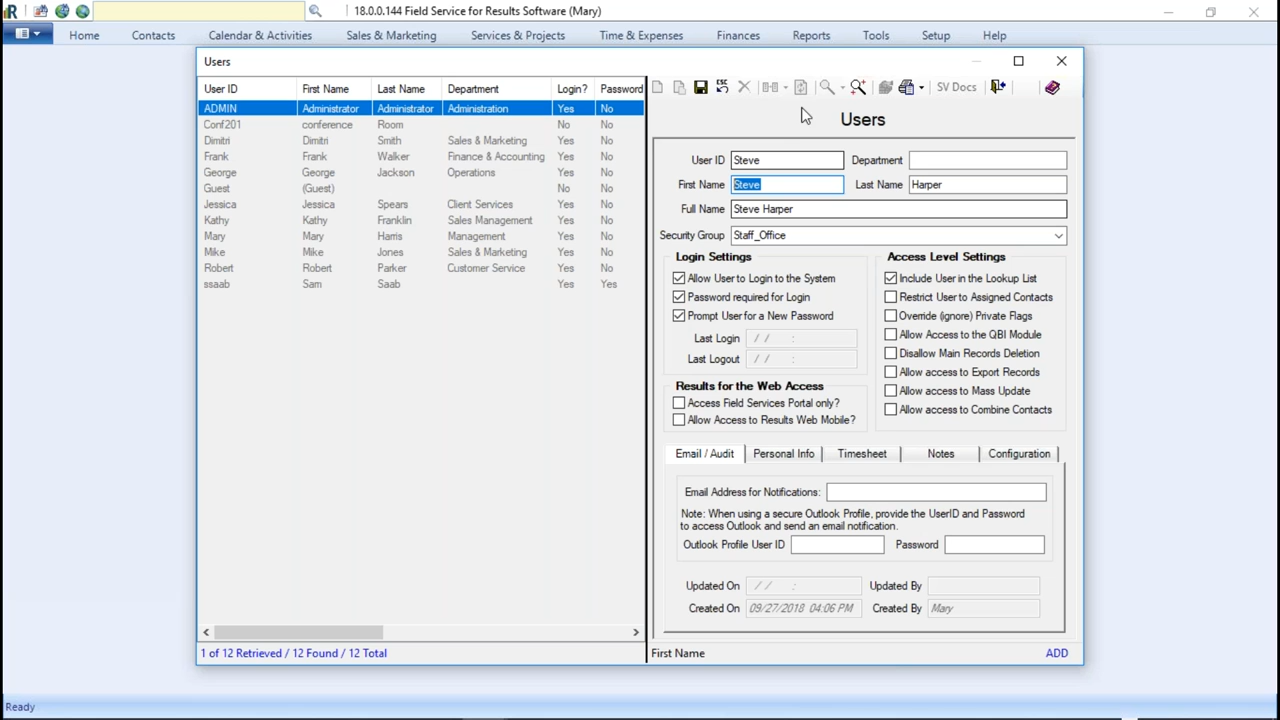 18.0.0.144 Field Service for Results Software (Mary)
Home Contacts Calendar & Activities Sales & Marketing Services & Projects Time & Expenses Finances Reports Tools Setup Help
Users
User ID First Name Last Name Department Login? Password
ADMIN Administrator Administrator Administration Yes No
Conf201 conference Room No No
Dimitri Dimitri Smith Sales & Marketing Yes No
Frank Frank Walker Finance & Accounting Yes No
George George Jackson Operations Yes No
Guest (Guest) No No
Jessica Jessica Spears Client Services Yes No
Kathy Kathy Franklin Sales Management Yes No
Mary Mary Harris Management Yes No
Mike Mike Jones Sales & Marketing Yes No
Robert Robert Parker Customer Service Yes No
ssaab Sam Saab Yes Yes
1 of 12 Retrieved / 12 Found / 12 Total
ESC SV Docs
Users
User ID Steve Department
First Name Steve Last Name Harper
Full Name Steve Harper
Security Group Staff_Office
Login Settings
Allow User to Login to the System
Password required for Login
Prompt User for a New Password
Last Login / / :
Last Logout / / :
Results for the Web Access
Access Field Services Portal only?
Allow Access to Results Web Mobile?
Access Level Settings
Include User in the Lookup List
Restrict User to Assigned Contacts
Override (ignore) Private Flags
Allow Access to the QBI Module
Disallow Main Records Deletion
Allow access to Export Records
Allow access to Mass Update
Allow access to Combine Contacts
Email / Audit Personal Info Timesheet Notes Configuration
Email Address for Notifications:
Note: When using a secure Outlook Profile, provide the UserID and Password
to access Outlook and send an email notification.
Outlook Profile User ID Password
Updated On / / : Updated By
Created On 09/27/2018 04:06 PM Created By Mary
First Name ADD
Ready